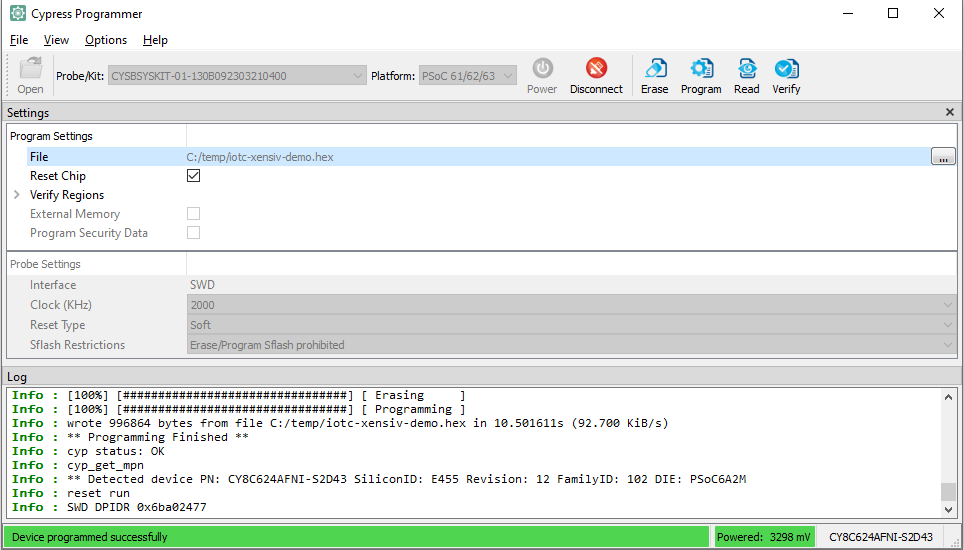 Cypress Programmer
File View Options Help
Open Probe/Kit: CYSBSYSKIT-01-130B092303210400 Platform: PSoC 61/62/63 Power Disconnect Erase Program Read Verify
Settings
Program Settings
File C:/temp/iotc-xensiv-demo.hex ...
Reset Chip
Verify Regions
External Memory
Program Security Data
Probe Settings
Interface SWD
Clock (KHz) 2000
Reset Type Soft
Sflash Restrictions Erase/Program Sflash prohibited
Log
Info : [100%] [################################] [ Erasing     ]
Info : [100%] [################################] [ Programming ]
Info : wrote 996864 bytes from file C:/temp/iotc-xensiv-demo.hex in 10.501611s (92.700 KiB/s)
Info : ** Programming Finished **
Info : cyp status: OK
Info : cyp_get_mpn
Info : ** Detected device PN: CY8C624AFNI-S2D43 SiliconID: E455 Revision: 12 FamilyID: 102 DIE: PSoC6A2M
Info : reset run
Info : SWD DPIDR 0x6ba02477
Device programmed successfully Powered: 3298 mV CY8C624AFNI-S2D43